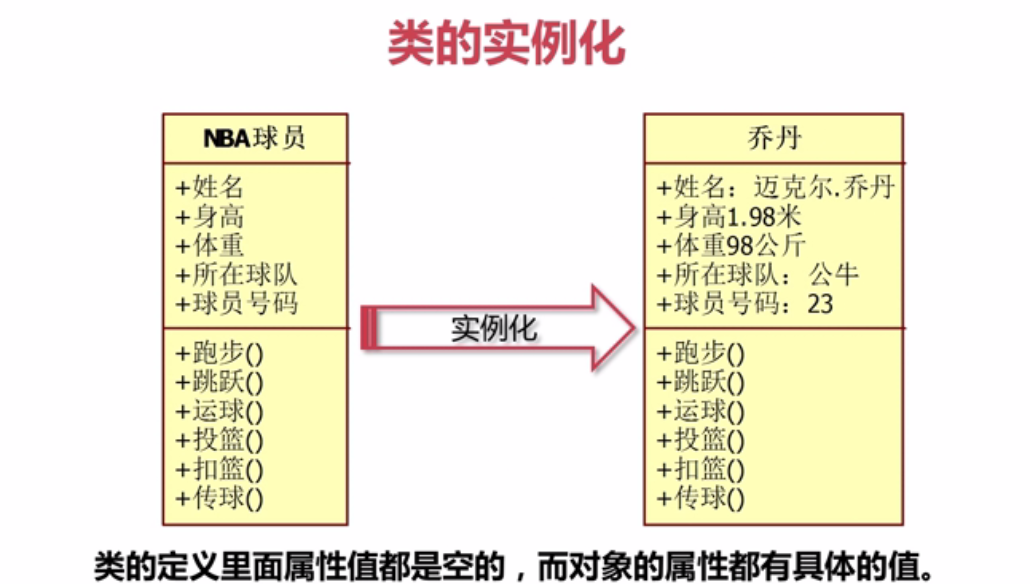 类的实例化
NBA球员
+姓名
+身高
+体重
+所在球队
+球员号码
+跑步()
+跳跃()
+运球()
+投篮()
+扣篮()
+传球()
实例化
乔丹
+姓名：迈克尔.乔丹
+身高1.98米
+体重98公斤
+所在球队：公牛
+球员号码：23
+跑步()
+跳跃()
+运球()
+投篮()
+扣篮()
+传球()
类的定义里面属性值都是空的，而对象的属性都有具体的值。